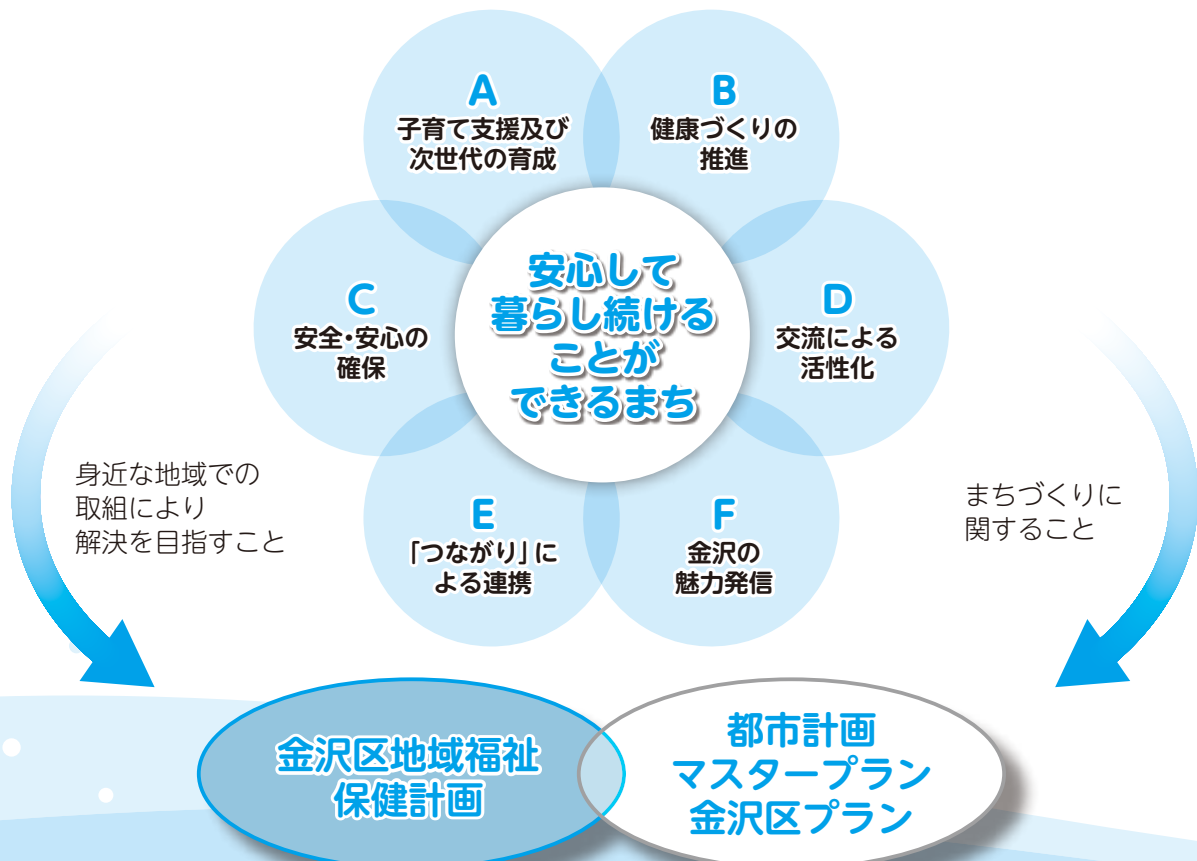 A
子育て支援及び
次世代の育成
B
健康づくりの
推進
C
安全・安心の
確保
安心して
暮らし続ける
ことが
できるまち
D
交流による
活性化
E
「つながり」に
よる連携
F
金沢の
魅力発信
身近な地域での
取組により
解決を目指すこと
まちづくりに
関すること
金沢区地域福祉
保健計画
都市計画
マスタープラン
金沢区プラン